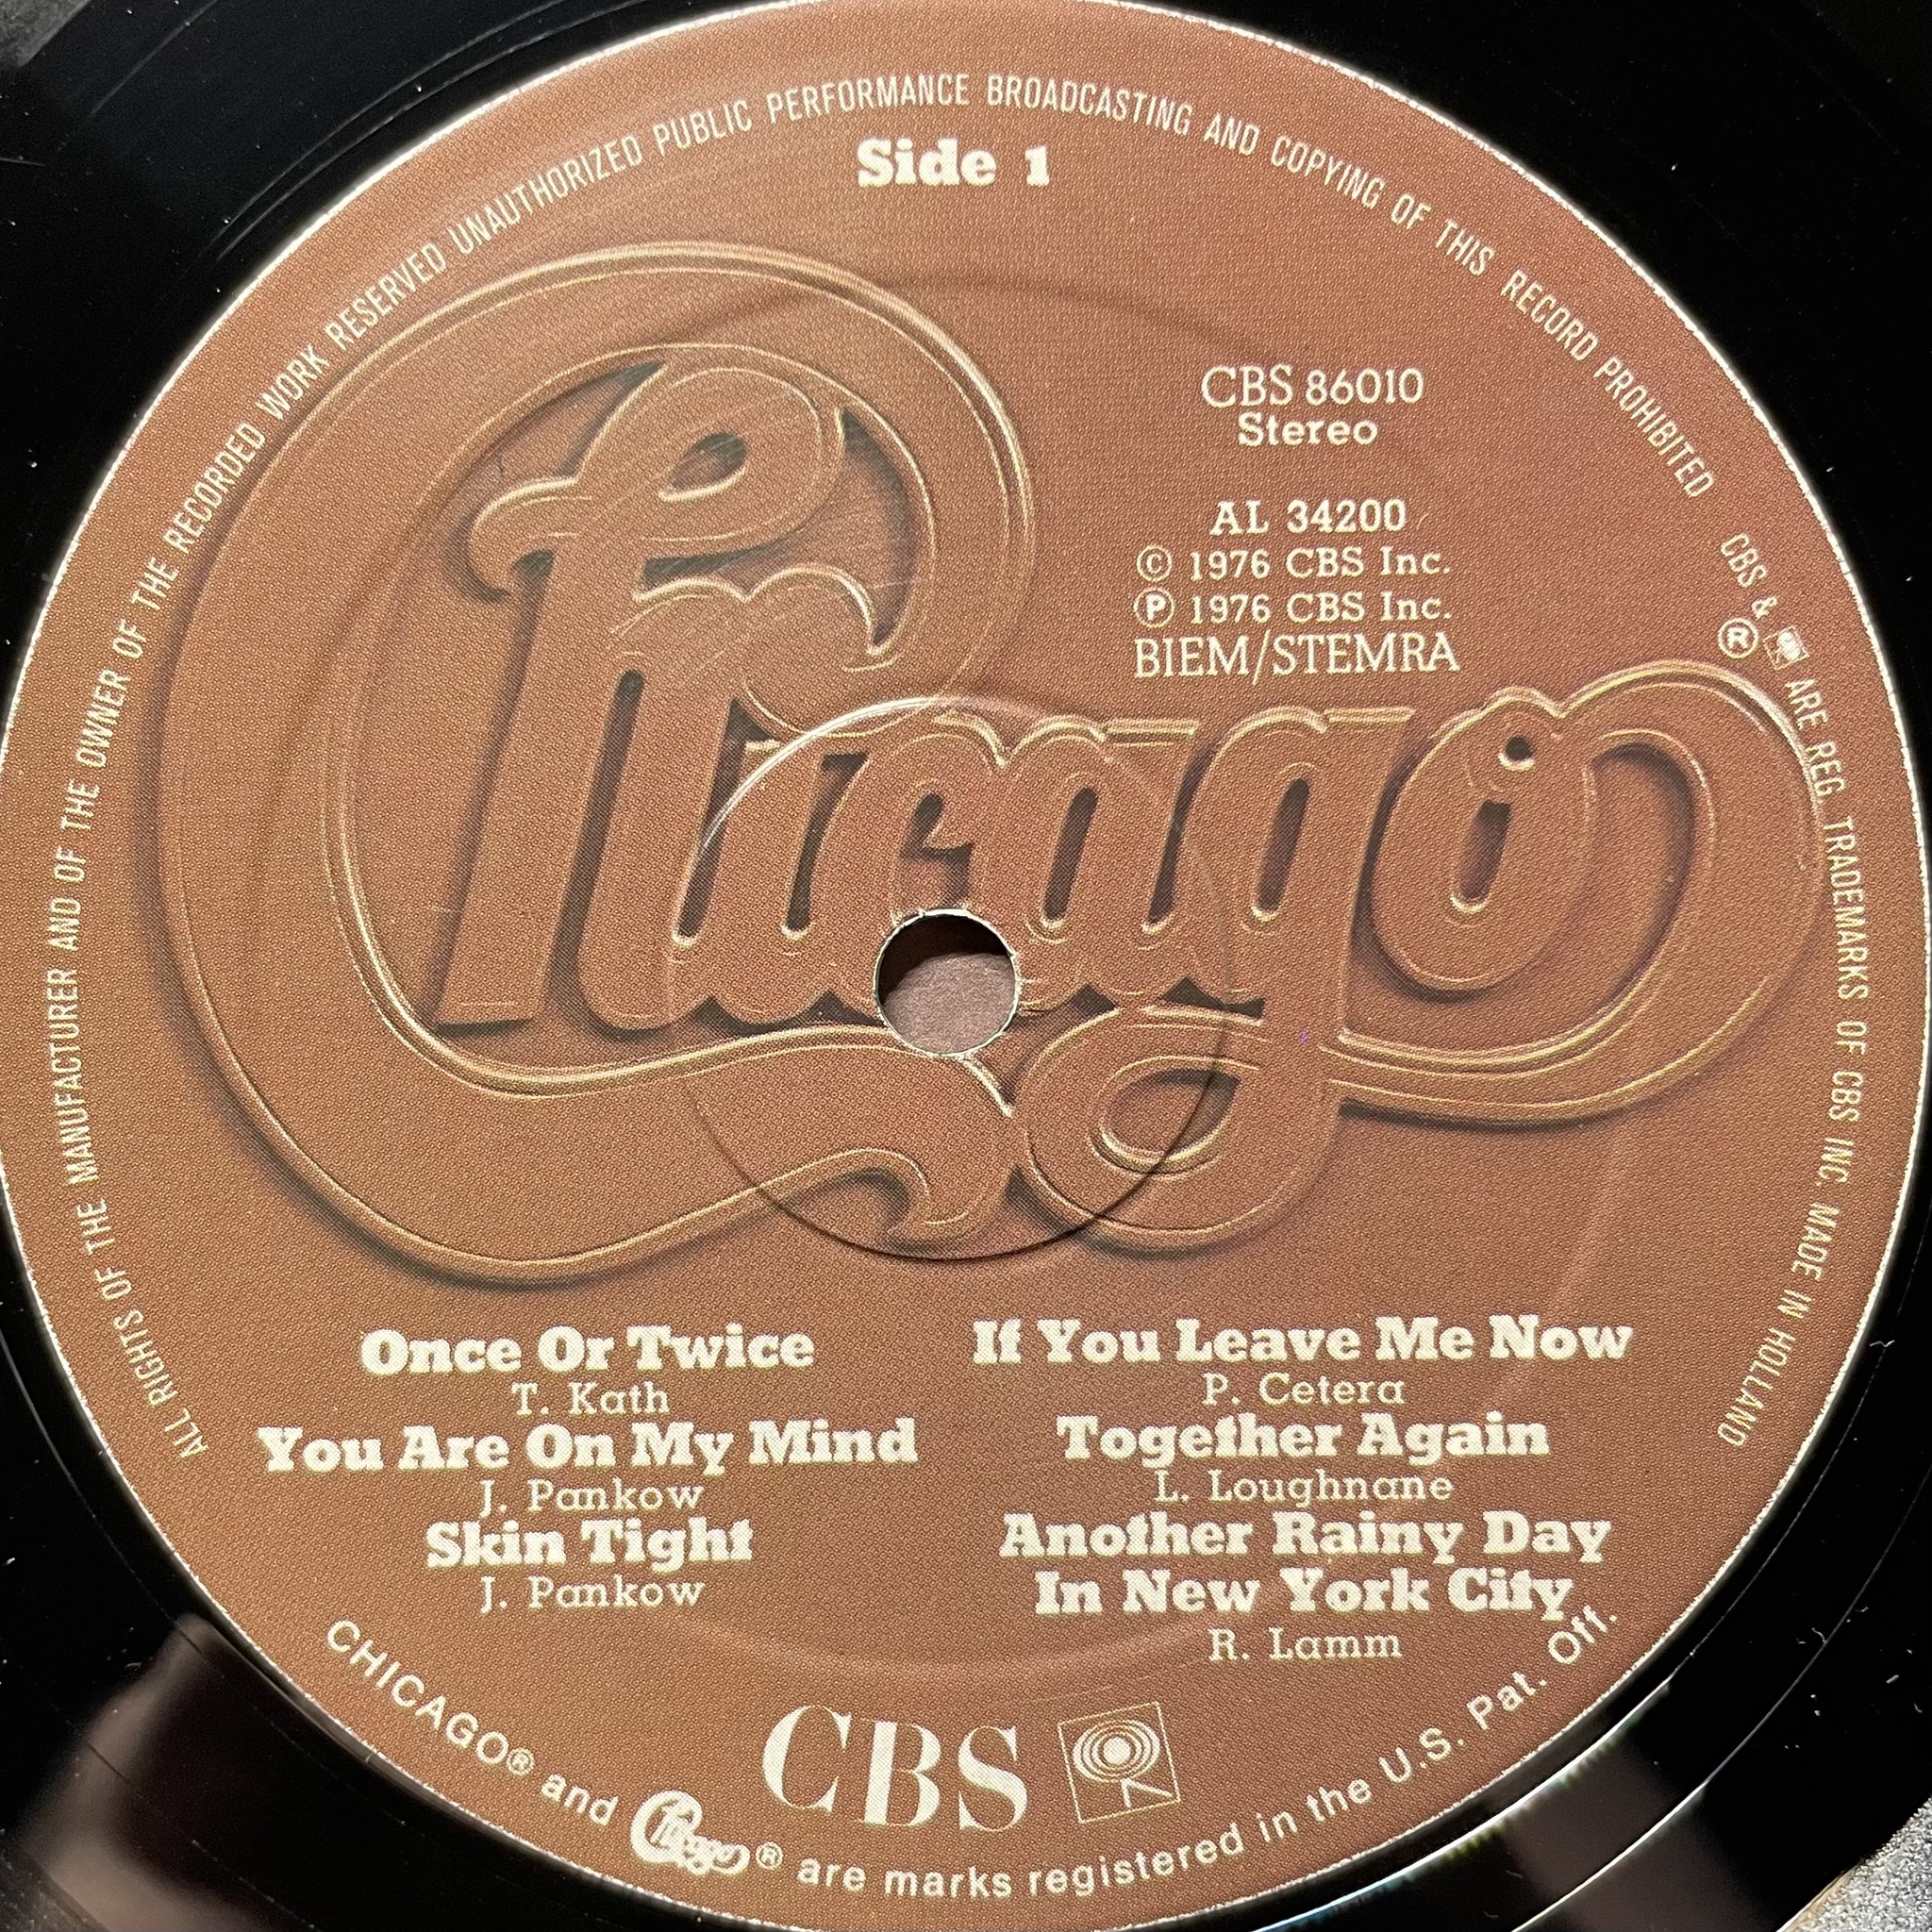 ALL RIGHTS OF THE MANUFACTURER AND OF THE OWNER OF THE RECORDED WORK RESERVED UNAUTHORIZED PUBLIC PERFORMANCE BROADCASTING AND COPYING OF THIS RECORD PROHIBITED CBS & ARE REG. TRADEMARKS OF CBS INC. MADE IN HOLLAND
Side 1
Chicago
®
CBS 86010
Stereo
AL 34200
© 1976 CBS Inc.
℗ 1976 CBS Inc.
BIEM/STEMRA
Once Or Twice
T. Kath
You Are On My Mind
J. Pankow
Skin Tight
J. Pankow
If You Leave Me Now
P. Cetera
Together Again
L. Loughnane
Another Rainy Day
In New York City
R. Lamm
CBS
CHICAGO® and Chicago® are marks registered in the U.S. Pat. Off.